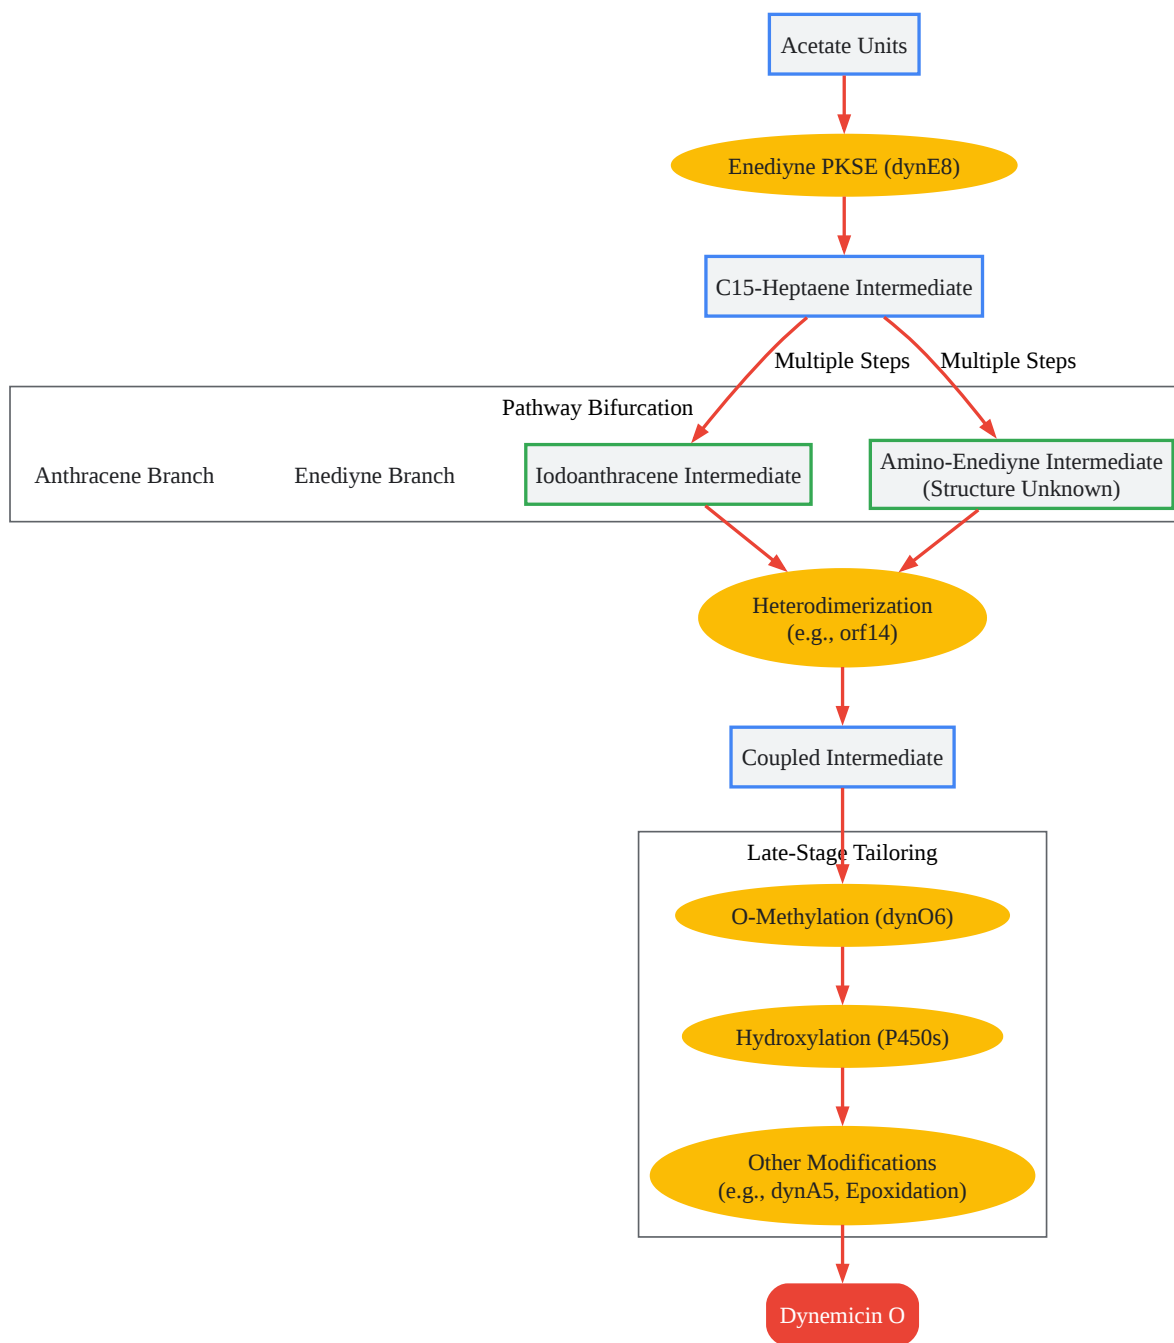 Acetate Units
Enediyne PKSE (dynE8)
C15-Heptaene Intermediate
Multiple Steps
Multiple Steps
Pathway Bifurcation
Anthracene Branch
Enediyne Branch
Iodoanthracene Intermediate
Amino-Enediyne Intermediate
(Structure Unknown)
Heterodimerization
(e.g., orf14)
Coupled Intermediate
Late-Stage Tailoring
O-Methylation (dynO6)
Hydroxylation (P450s)
Other Modifications
(e.g., dynA5, Epoxidation)
Dynemicin O